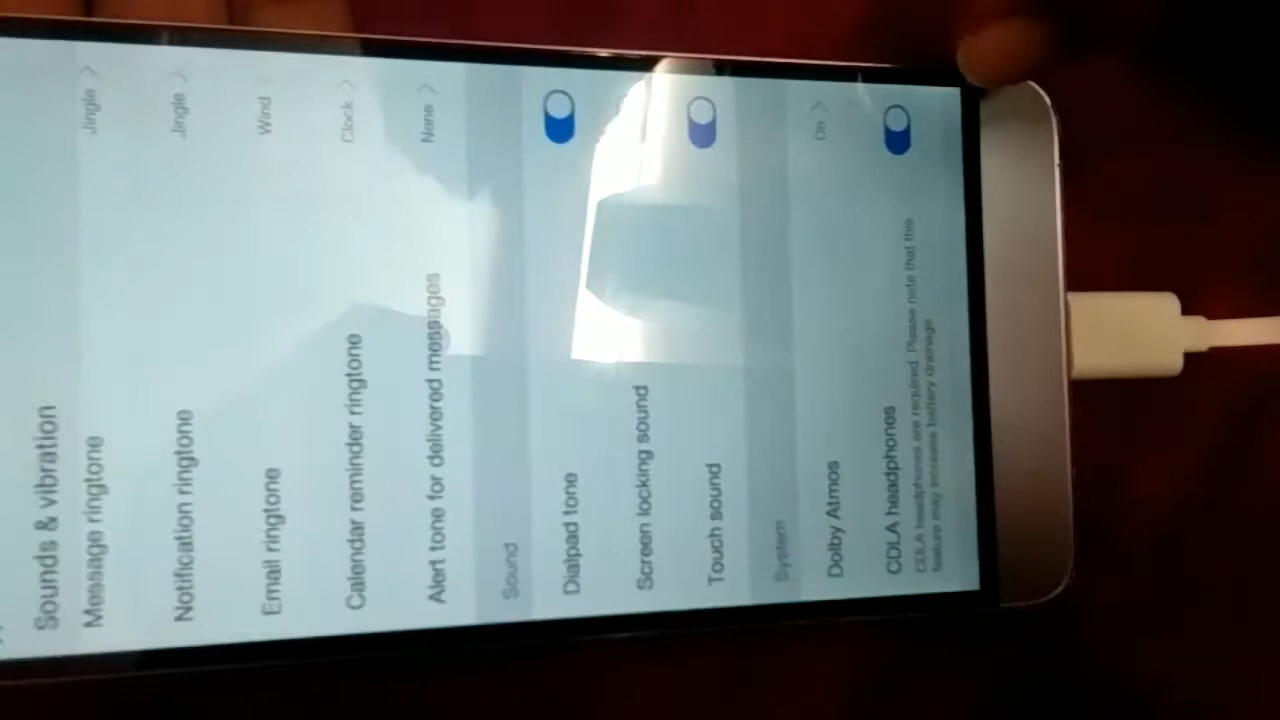 Sounds & vibration
Message ringtone Jingle
Notification ringtone Jingle
Email ringtone Wind
Calendar reminder ringtone Clock
Alert tone for delivered messages None
Sound
Dialpad tone
Screen locking sound
Touch sound
System
Dolby Atmos On
CDLA headphones
CDLA headphones are required. Please note that this
feature may increase battery drainage